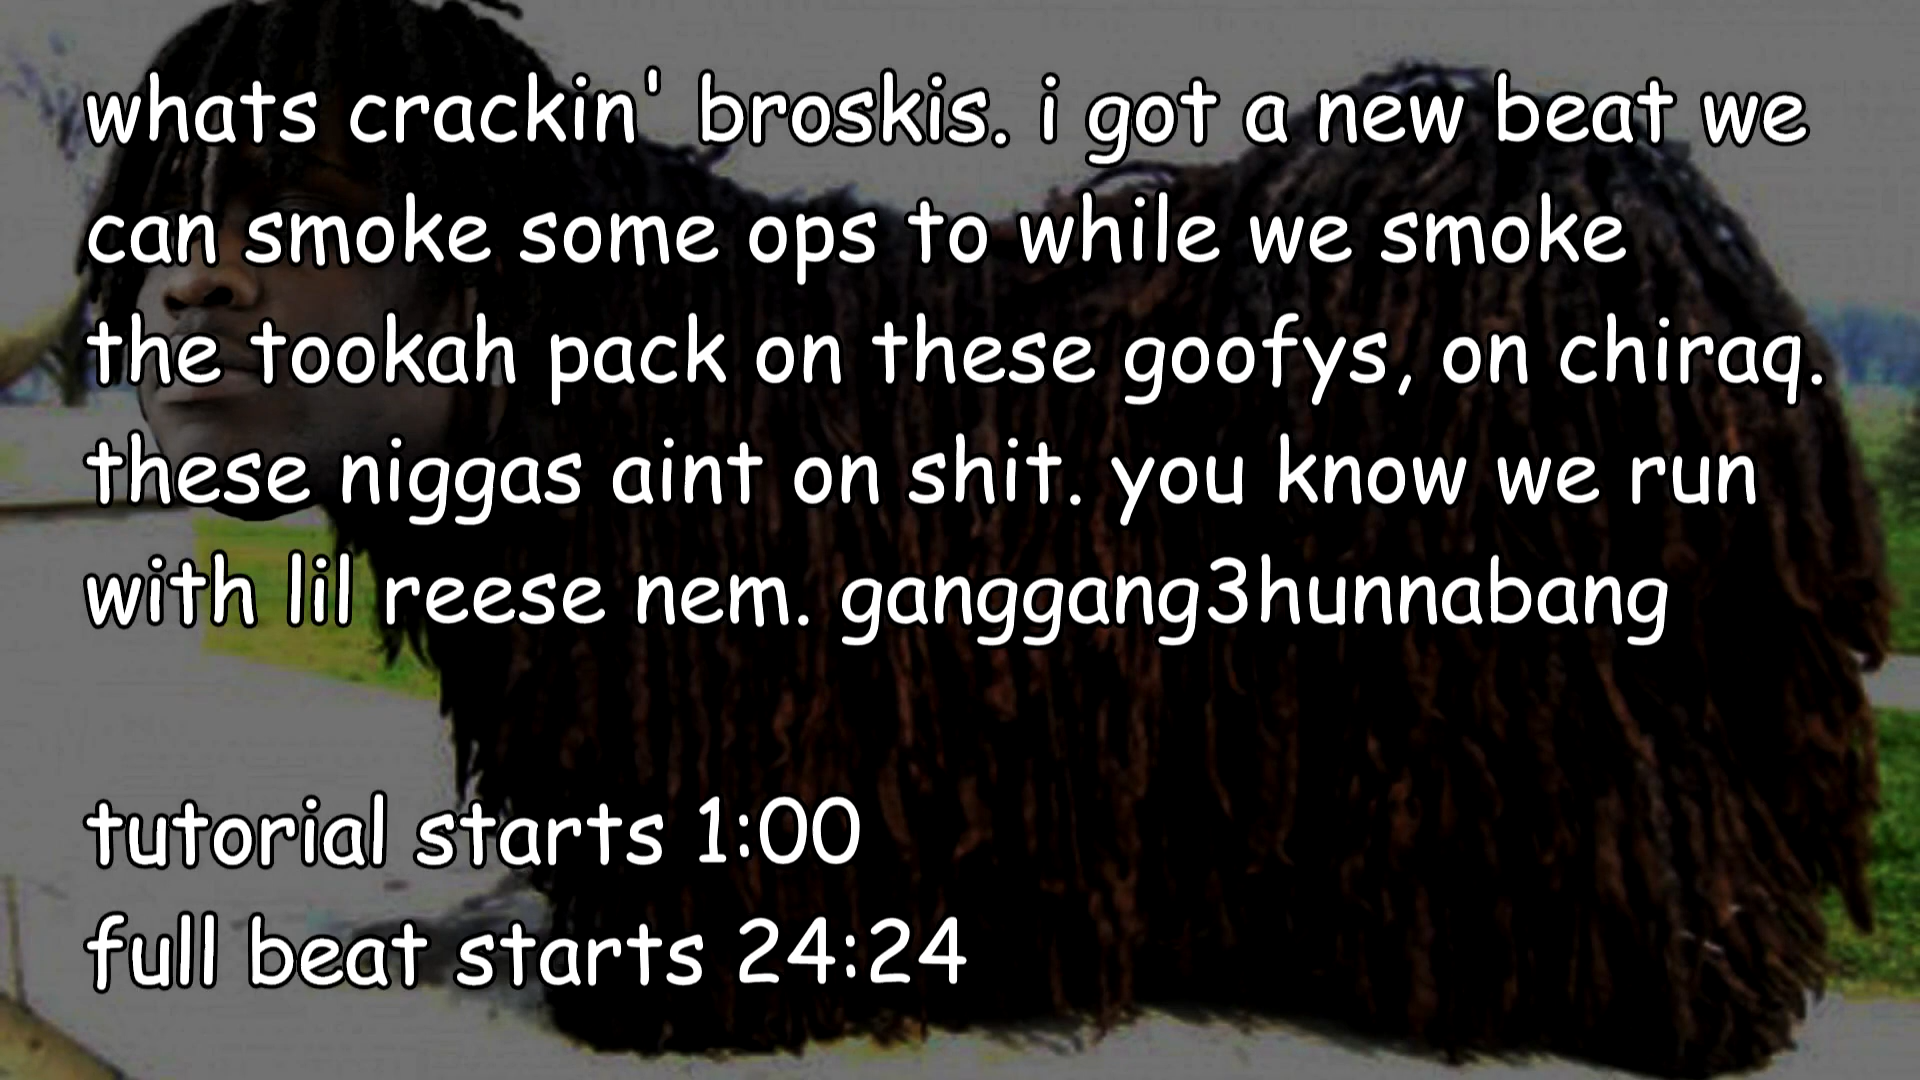 whats crackin' broskis. i got a new beat we
can smoke some ops to while we smoke
the tookah pack on these goofys, on chiraq.
these niggas aint on shit. you know we run
with lil reese nem. ganggang3hunnabang
tutorial starts 1:00
full beat starts 24:24